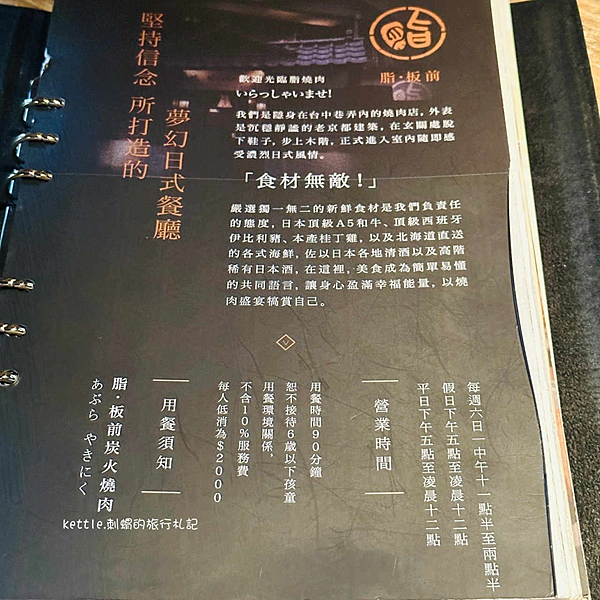 脂
脂·板前
堅持信念 所打造的
夢幻日式餐廳
歡迎光臨脂燒肉
いらっしゃいませ!
我們是隱身在台中巷弄內的燒肉店,外表
是沉穩靜謐的老京都建築,在玄關處脫
下鞋子,步上木階,正式進入室內隨即感
受濃烈日式風情。
「食材無敵!」
嚴選獨一無二的新鮮食材是我們負責任
的態度,日本頂級A5和牛、頂級西班牙
伊比利豬、本產桂丁雞,以及北海道直送
的各式海鮮,佐以日本各地清酒以及高階
稀有日本酒,在這裡,美食成為簡單易懂
的共同語言,讓身心盈滿幸福能量,以燒
肉盛宴犒賞自己。
每週六日—中午十一點半至兩點半
假日下午五點至凌晨十二點
平日下午五點至凌晨十二點
營業時間
用餐時間90分鐘
恕不接待6歲以下孩童
用餐環境關係,
不含10%服務費
每人低消為$2000
用餐須知
脂·板前炭火燒肉
あぶら やきにく
kettle.刺蝟的旅行札記